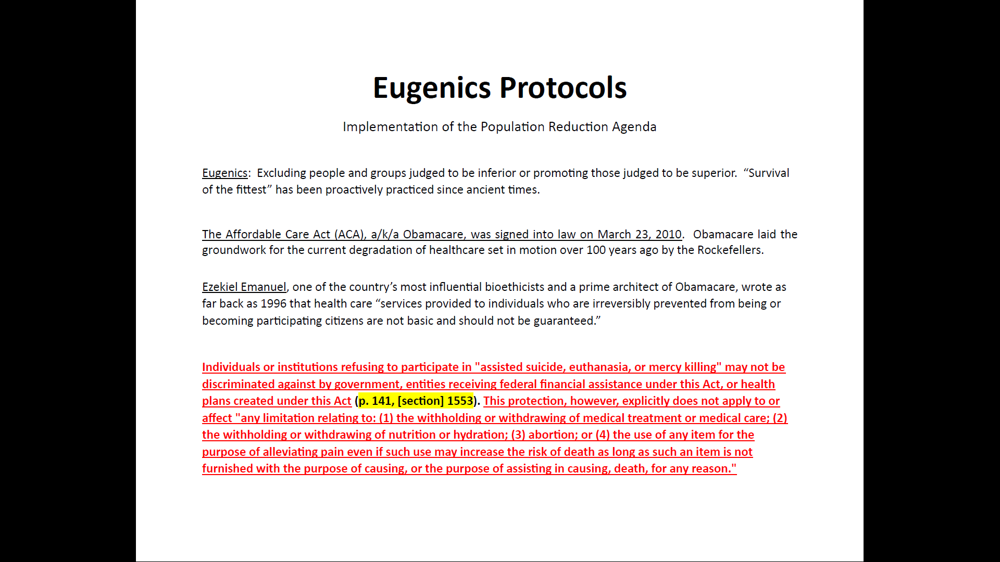 Eugenics Protocols
Implementation of the Population Reduction Agenda
Eugenics:  Excluding people and groups judged to be inferior or promoting those judged to be superior.  “Survival
of the fittest” has been proactively practiced since ancient times.
The Affordable Care Act (ACA), a/k/a Obamacare, was signed into law on March 23, 2010.  Obamacare laid the
groundwork for the current degradation of healthcare set in motion over 100 years ago by the Rockefellers.
Ezekiel Emanuel, one of the country’s most influential bioethicists and a prime architect of Obamacare, wrote as
far back as 1996 that health care “services provided to individuals who are irreversibly prevented from being or
becoming participating citizens are not basic and should not be guaranteed.”
Individuals or institutions refusing to participate in "assisted suicide, euthanasia, or mercy killing" may not be
discriminated against by government, entities receiving federal financial assistance under this Act, or health
plans created under this Act (p. 141, [section] 1553). This protection, however, explicitly does not apply to or
affect "any limitation relating to: (1) the withholding or withdrawing of medical treatment or medical care; (2)
the withholding or withdrawing of nutrition or hydration; (3) abortion; or (4) the use of any item for the
purpose of alleviating pain even if such use may increase the risk of death as long as such an item is not
furnished with the purpose of causing, or the purpose of assisting in causing, death, for any reason."